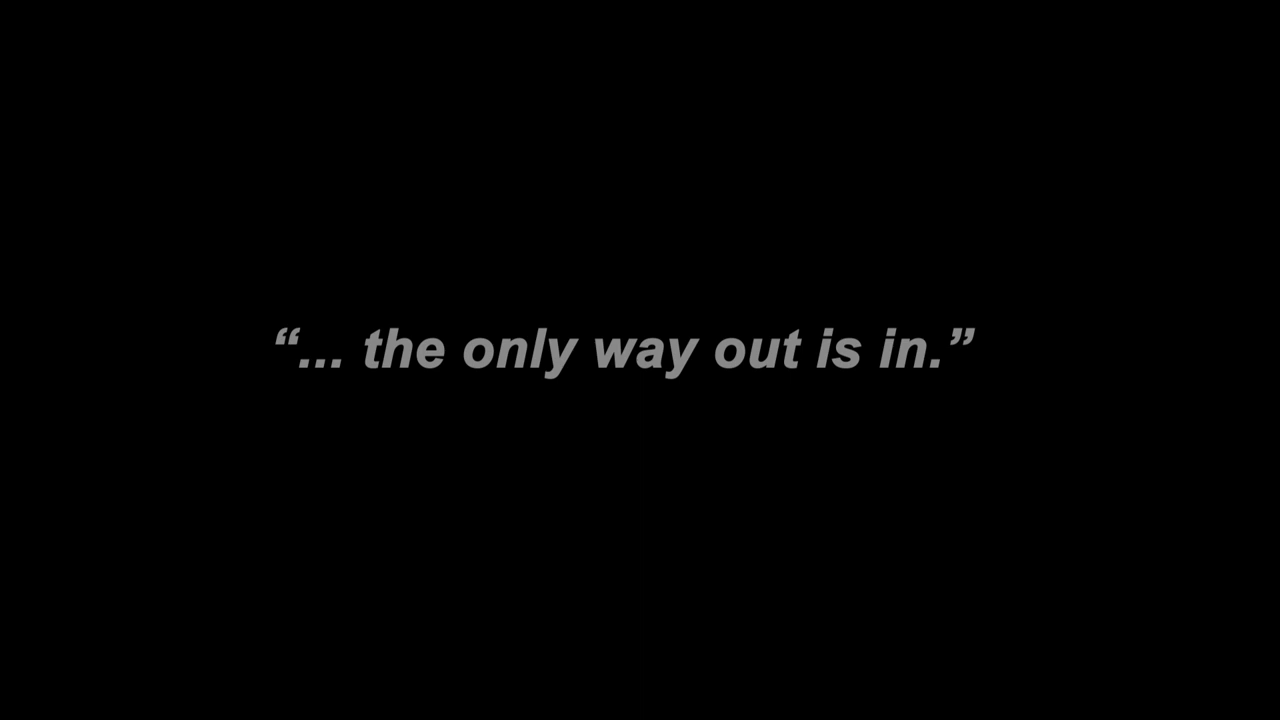 “... the only way out is in.”